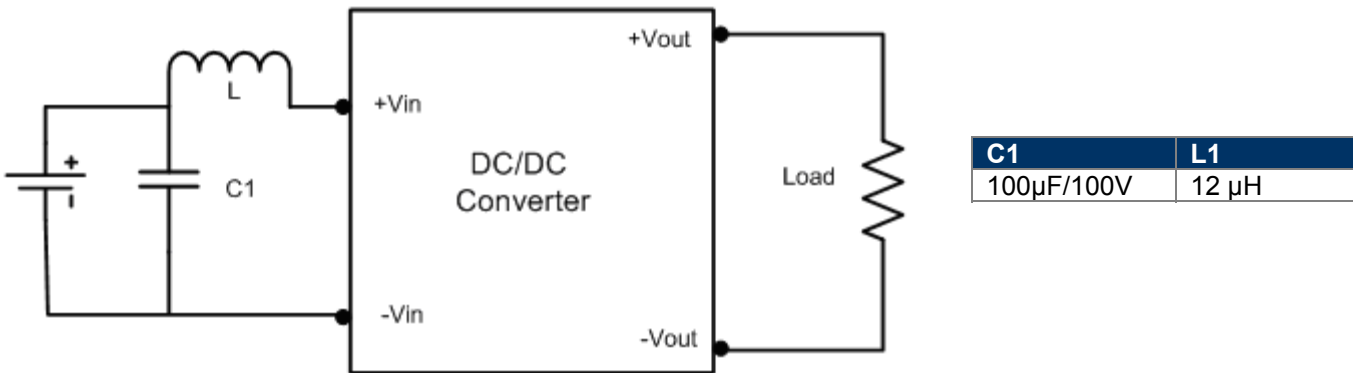 +Vout
L
+Vin
+
DC/DC
Converter
C1
Load
-Vin
-Vout
C1 L1
100µF/100V 12 µH